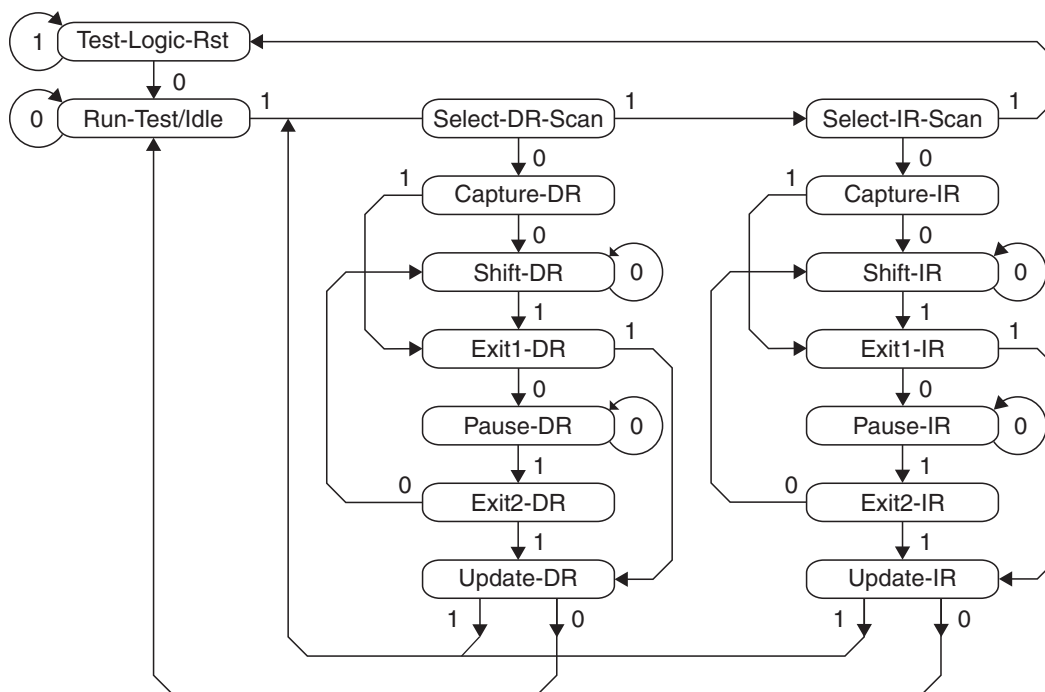 1 Test-Logic-Rst
0
0 Run-Test/Idle 1 Select-DR-Scan 1 Select-IR-Scan 1
0 0
1 Capture-DR 1 Capture-IR
0 0
Shift-DR 0 Shift-IR 0
1 1
Exit1-DR 1 Exit1-IR 1
0 0
Pause-DR 0 Pause-IR 0
1 1
0 Exit2-DR 0 Exit2-IR
1 1
Update-DR Update-IR
1 0 1 0